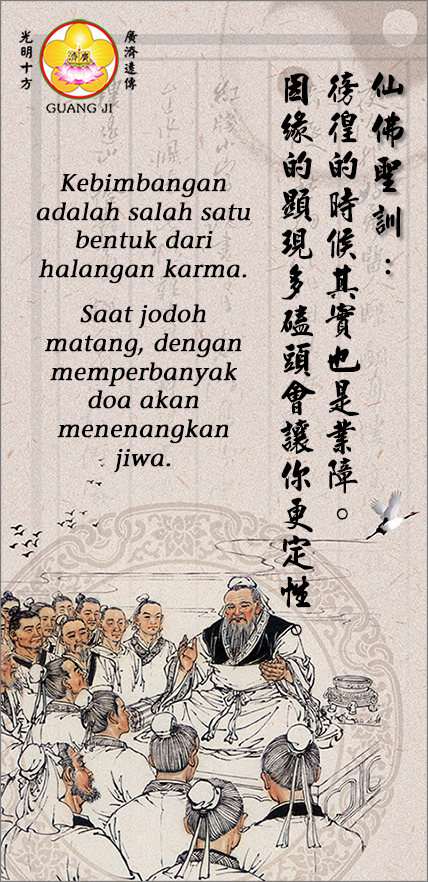 光明十方
廣濟遠傳
廣濟
GUANG JI
仙佛聖訓：
徬徨的時候其實也是業障。
因緣的顯現多磕頭會讓你更定性
Kebimbangan
adalah salah satu
bentuk dari
halangan karma.
Saat jodoh
matang, dengan
memperbanyak
doa akan
menenangkan
jiwa.